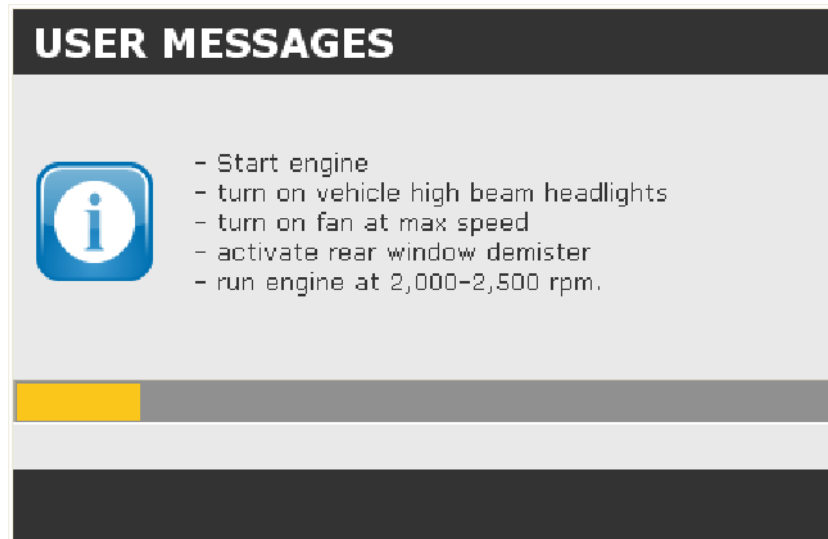 USER MESSAGES
- Start engine
- turn on vehicle high beam headlights
- turn on fan at max speed
- activate rear window demister
- run engine at 2,000-2,500 rpm.